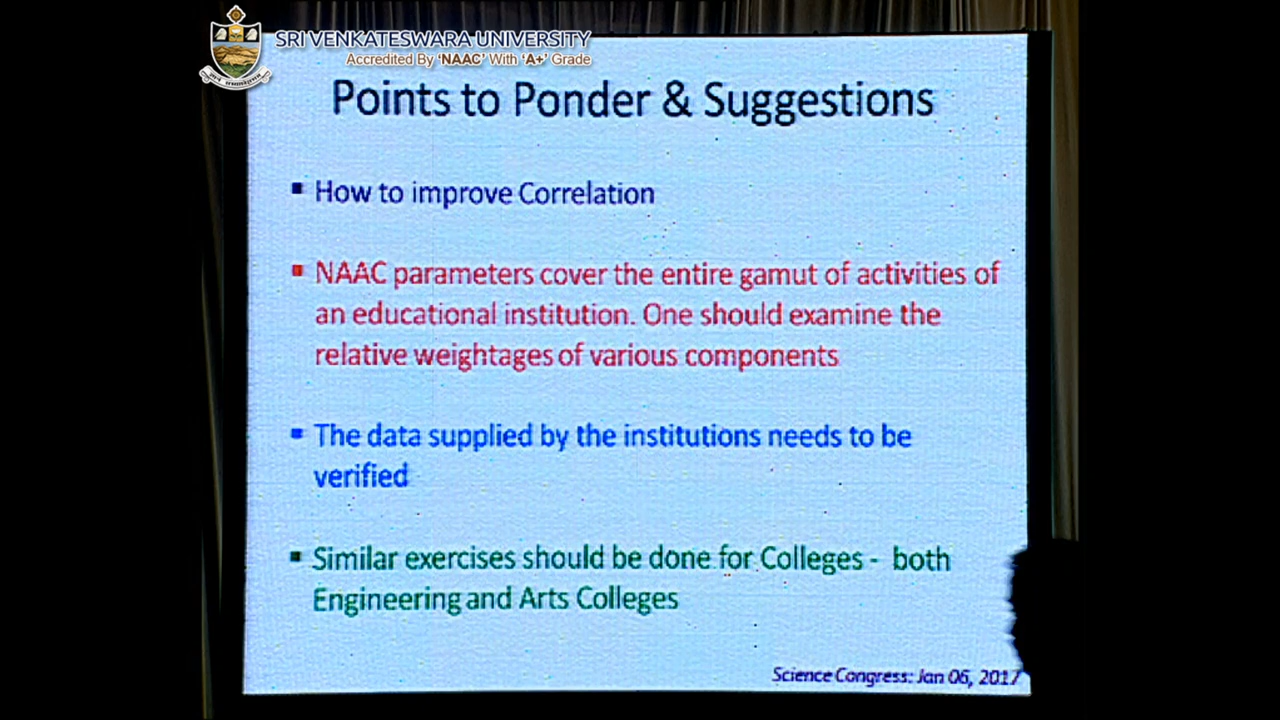 SRI VENKATESWARA UNIVERSITY
Accredited By ‘NAAC’ With ‘A+’ Grade
Points to Ponder & Suggestions
▪ How to improve Correlation
▪ NAAC parameters cover the entire gamut of activities of
an educational institution. One should examine the
relative weightages of various components
▪ The data supplied by the institutions needs to be
verified
▪ Similar exercises should be done for Colleges - both
Engineering and Arts Colleges
Science Congress: Jan 06, 2017